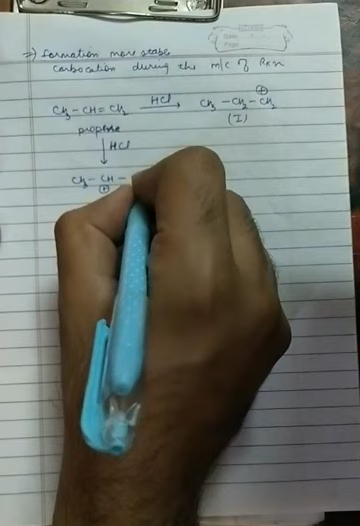 =) formation more stable
carbocation during the m/c of Rxn
CH₃-CH=CH₂ HCl→ CH₃-CH₂-CH₂ ⊕
propene (I)
↓HCl
CH₃-CH-
⊕